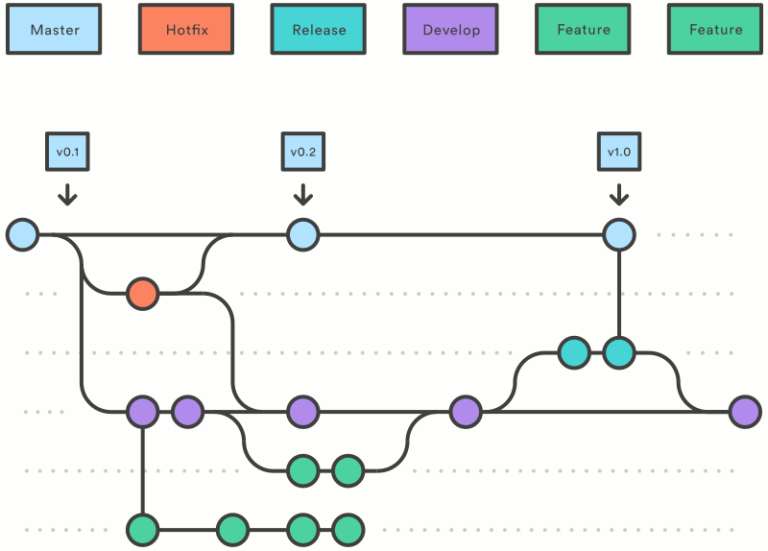 Master
Hotfix
Release
Develop
Feature
Feature
v0.1
v0.2
v1.0